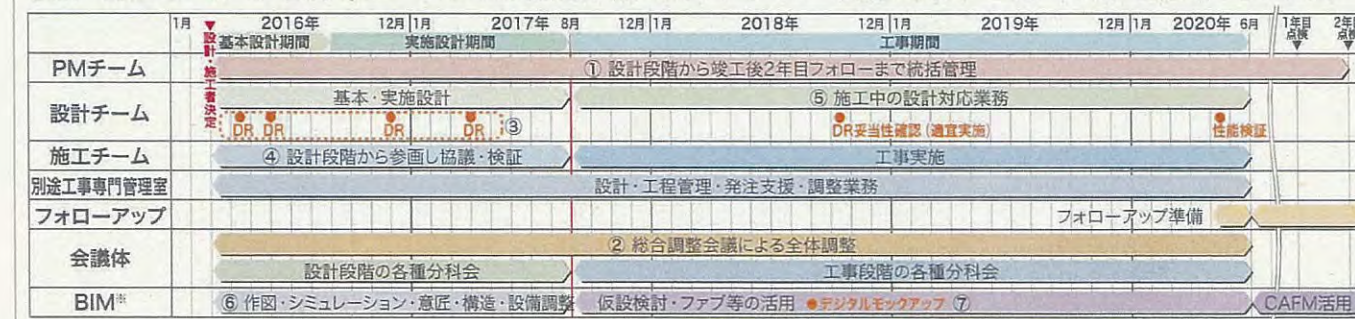 1月 2016年 12月 1月 2017年 8月 12月 1月 2018年 12月 1月 2019年 12月 1月 2020年 6月 1年目点検 2年目点検
▼設計・施工者決定
基本設計期間 実施設計期間 工事期間
PMチーム ① 設計段階から竣工後2年目フォローまで統括管理
設計チーム 基本・実施設計 ⑤ 施工中の設計対応業務
DR DR DR DR ③ DR妥当性確認(適宜実施) 性能検証
施工チーム ④ 設計段階から参画し協議・検証 工事実施
別途工事専門管理室 設計・工程管理・発注支援・調整業務
フォローアップ フォローアップ準備
会議体 ② 総合調整会議による全体調整
設計段階の各種分科会 工事段階の各種分科会
BIM※ ⑥ 作図・シミュレーション・意匠・構造・設備調整 仮設検討・ファブ等の活用 ●デジタルモックアップ ⑦ CAFM活用